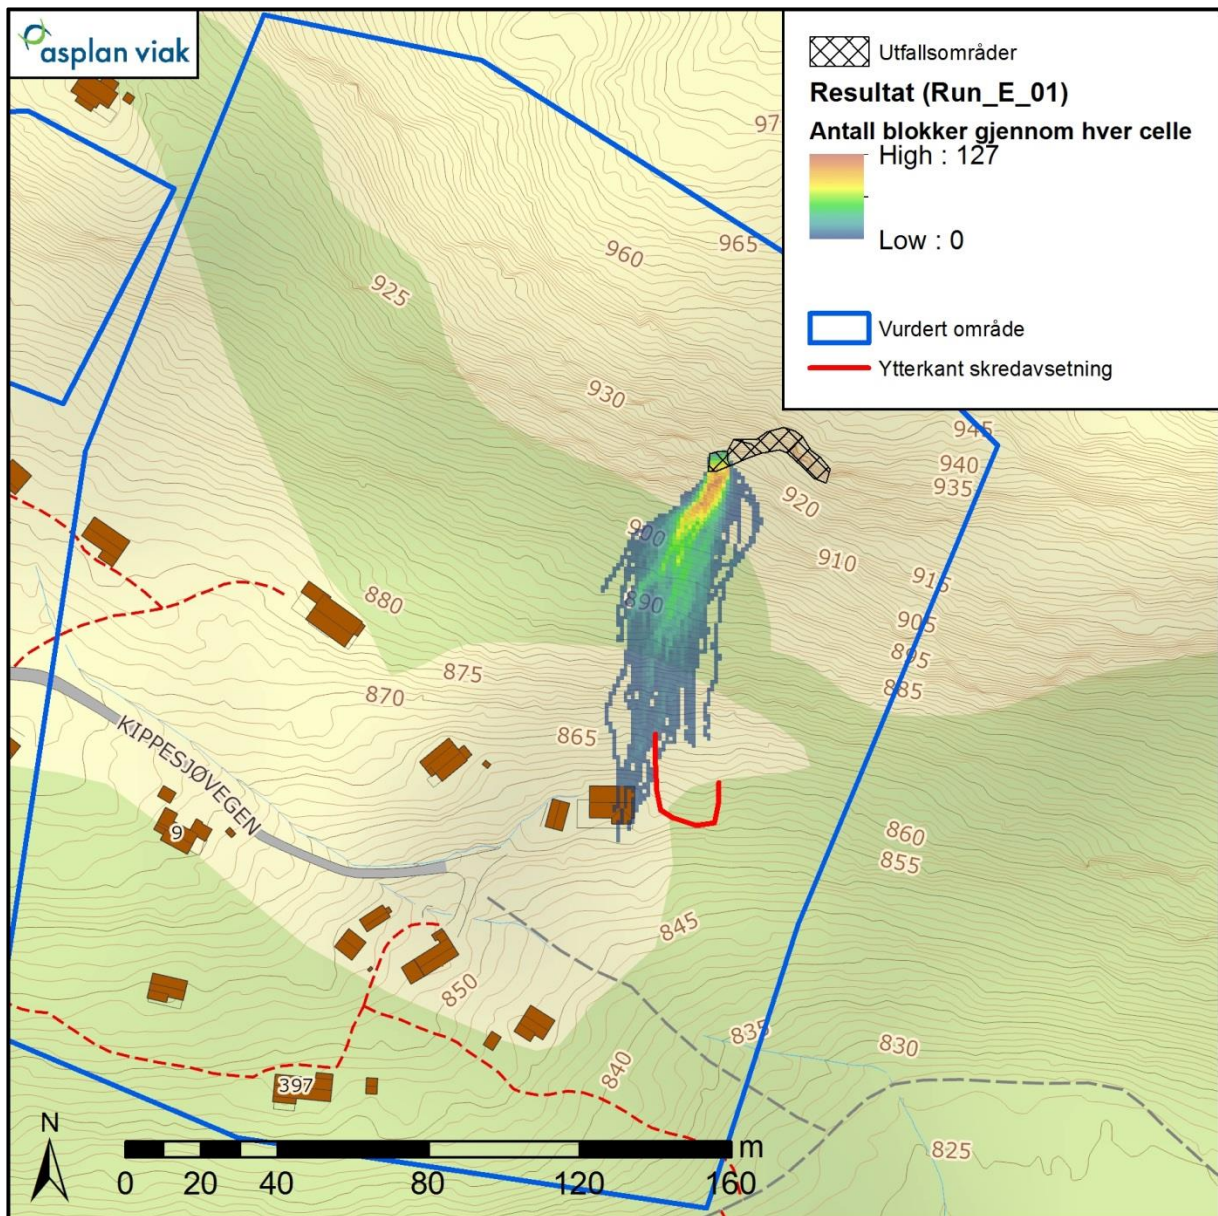 asplan viak
Utfallsområder
Resultat (Run_E_01)
Antall blokker gjennom hver celle
High : 127
Low : 0
Vurdert område
Ytterkant skredavsetning
97
965
960
925
930
945
940
935
920
900
910
915
890
880
905
895
885
875
870
865
KIPPESJØVEGEN
9
860
855
845
850
835
830
840
397
825
N
m
0 20 40 80 120 160